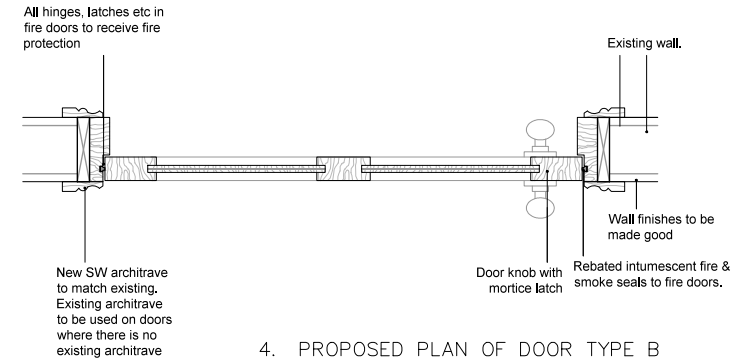 All hinges, latches etc in
fire doors to receive fire
protection
Existing wall.
Wall finishes to be
made good
New SW architrave
to match existing.
Existing architrave
to be used on doors
where there is no
existing architrave
Door knob with
mortice latch
Rebated intumescent fire &
smoke seals to fire doors.
4. PROPOSED PLAN OF DOOR TYPE B